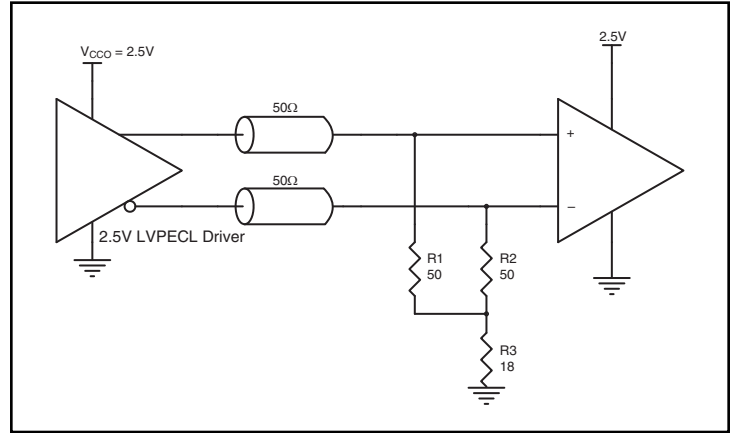 V_CCO = 2.5V
2.5V
50Ω
+
50Ω
–
2.5V LVPECL Driver
R1
50
R2
50
R3
18